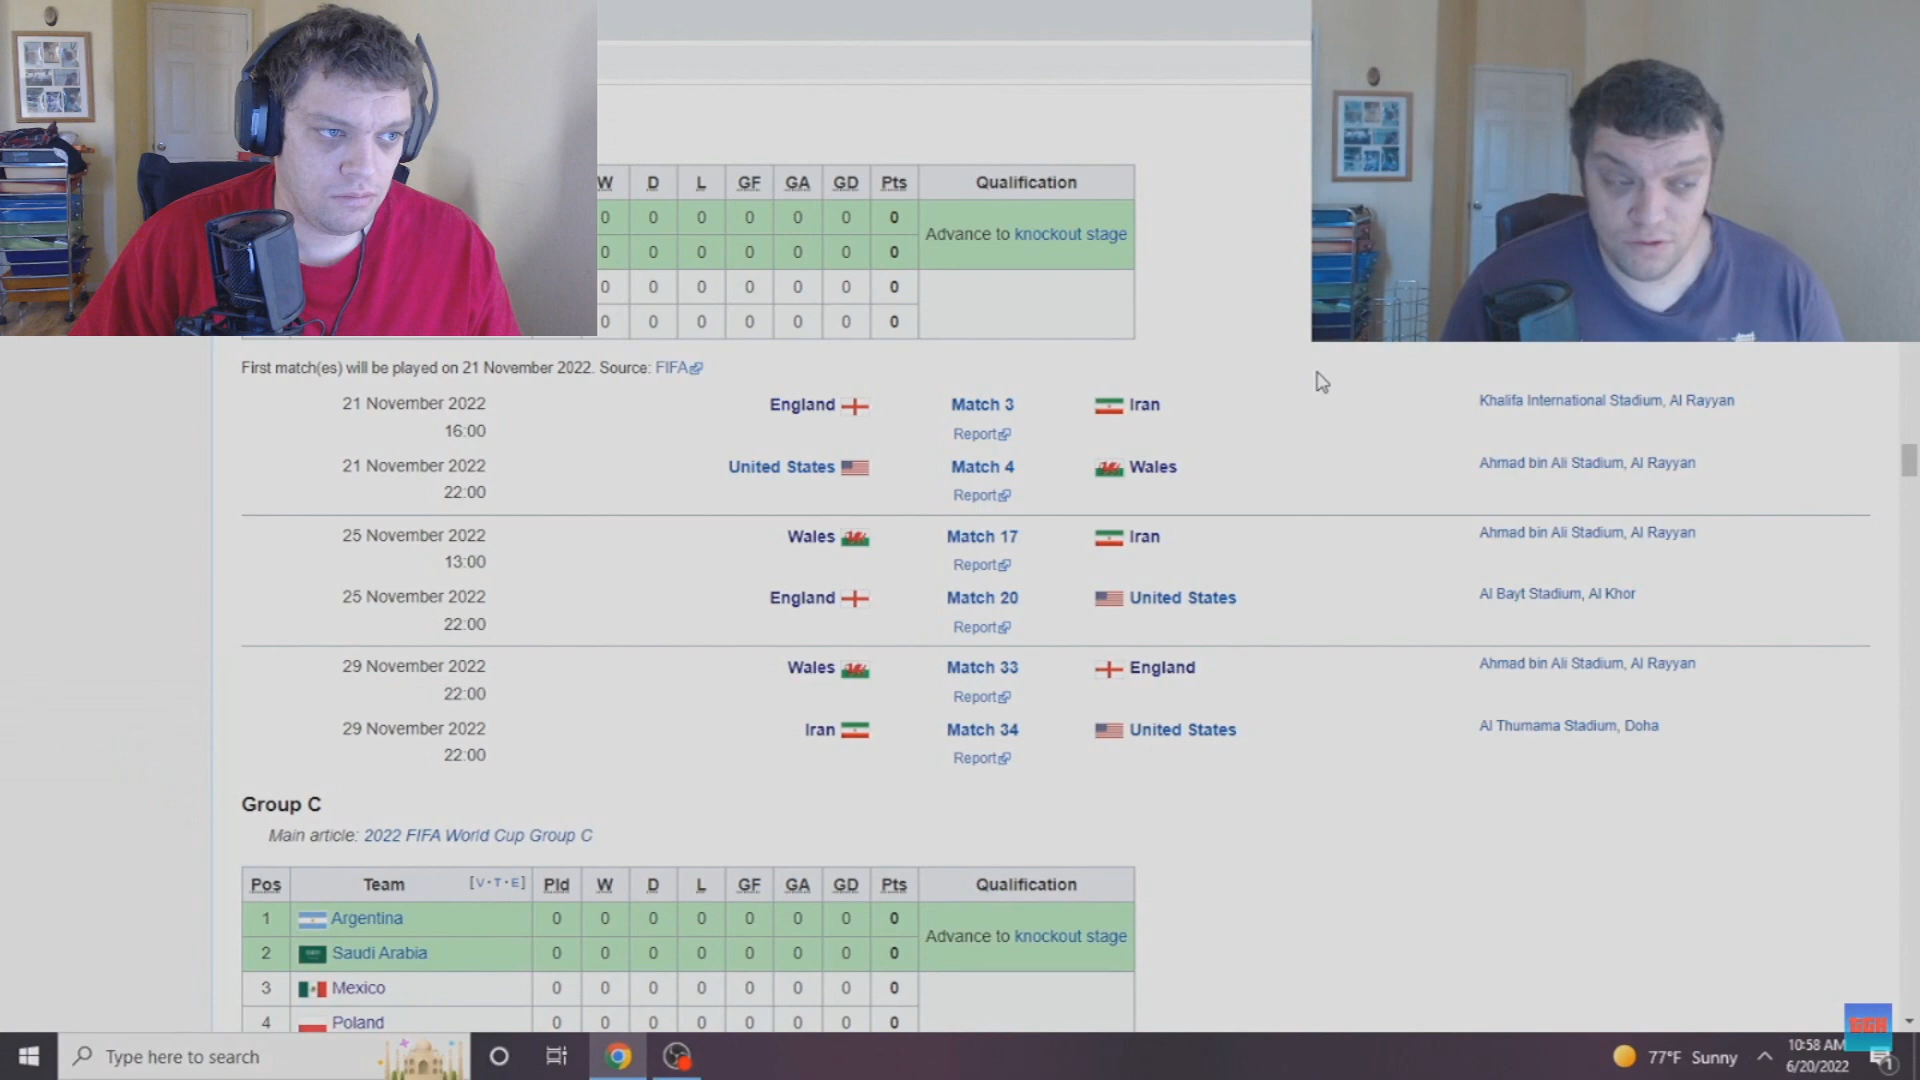 W D L GF GA GD Pts Qualification
0 0 0 0 0 0 0 Advance to knockout stage
0 0 0 0 0 0 0
0 0 0 0 0 0 0
0 0 0 0 0 0 0
First match(es) will be played on 21 November 2022. Source: FIFA
21 November 2022 England Match 3 Iran Khalifa International Stadium, Al Rayyan
16:00 Report
21 November 2022 United States Match 4 Wales Ahmad bin Ali Stadium, Al Rayyan
22:00 Report
25 November 2022 Wales Match 17 Iran Ahmad bin Ali Stadium, Al Rayyan
13:00 Report
25 November 2022 England Match 20 United States Al Bayt Stadium, Al Khor
22:00 Report
29 November 2022 Wales Match 33 England Ahmad bin Ali Stadium, Al Rayyan
22:00 Report
29 November 2022 Iran Match 34 United States Al Thumama Stadium, Doha
22:00 Report
Group C
Main article: 2022 FIFA World Cup Group C
Pos Team [V·T·E] Pld W D L GF GA GD Pts Qualification
1 Argentina 0 0 0 0 0 0 0 0 Advance to knockout stage
2 Saudi Arabia 0 0 0 0 0 0 0 0
3 Mexico 0 0 0 0 0 0 0 0
4 Poland 0 0 0 0 0 0 0 0
Type here to search 77°F Sunny 10:58 AM
6/20/2022 1